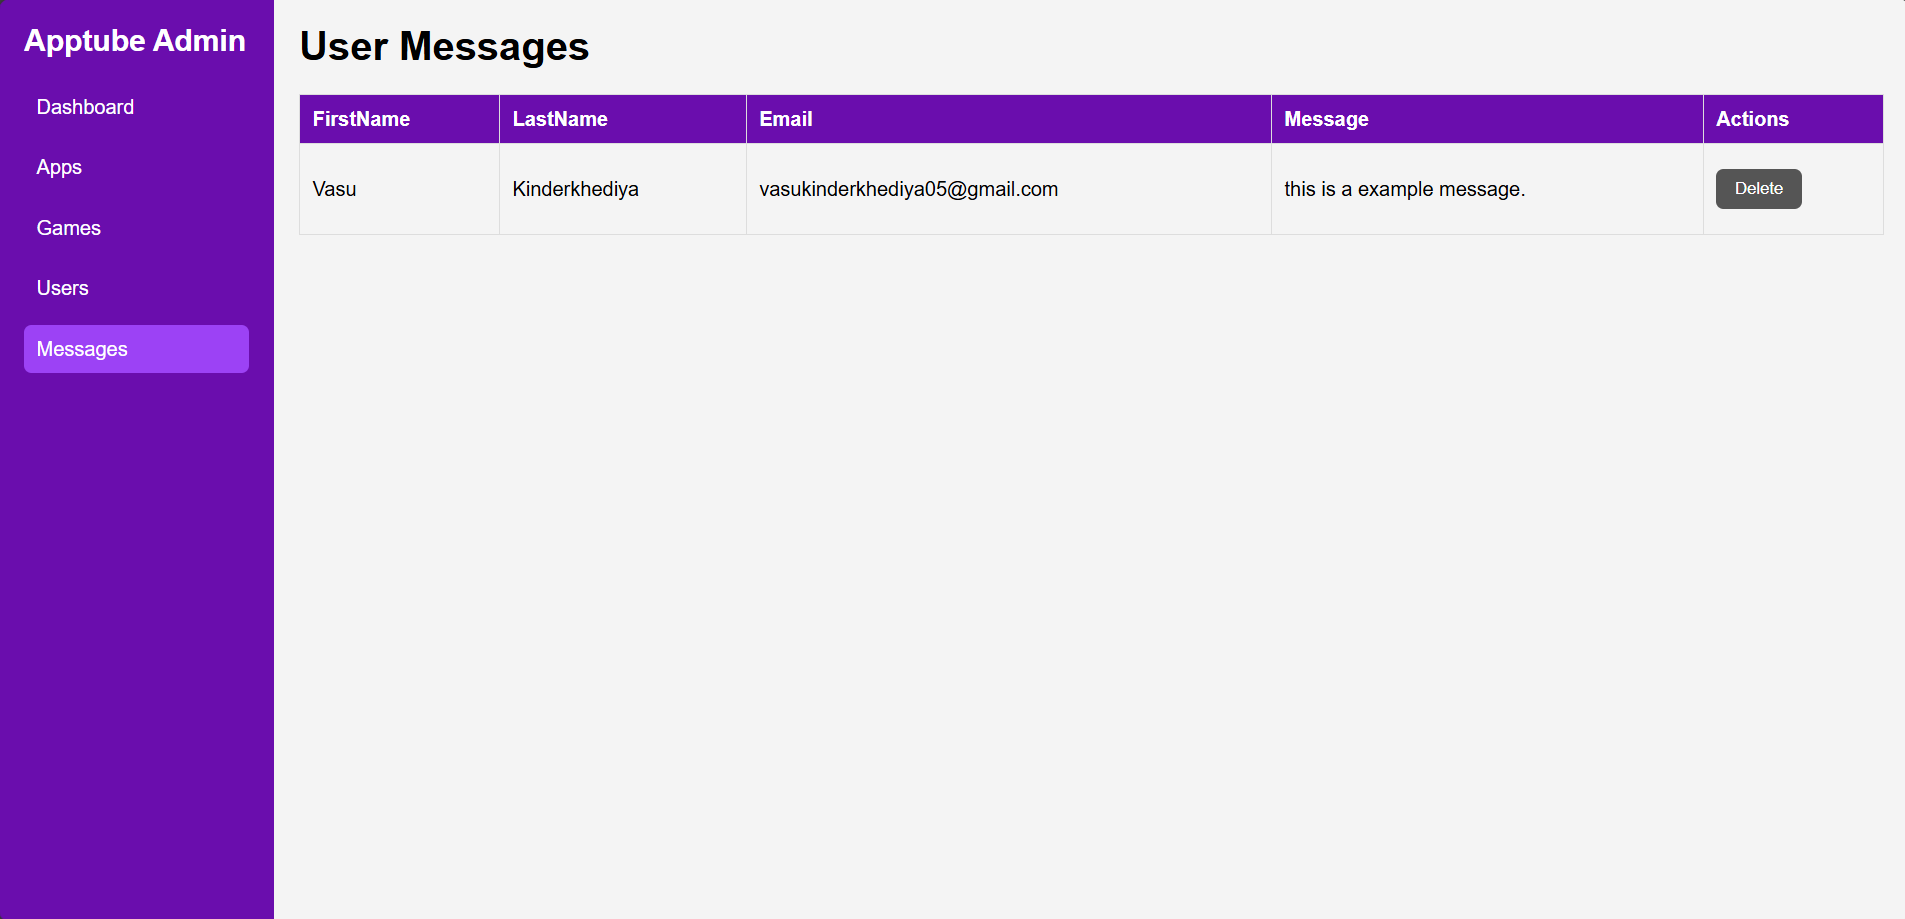 Apptube Admin
Dashboard
Apps
Games
Users
Messages
User Messages
FirstName LastName Email Message Actions
Vasu Kinderkhediya vasukinderkhediya05@gmail.com this is a example message. Delete